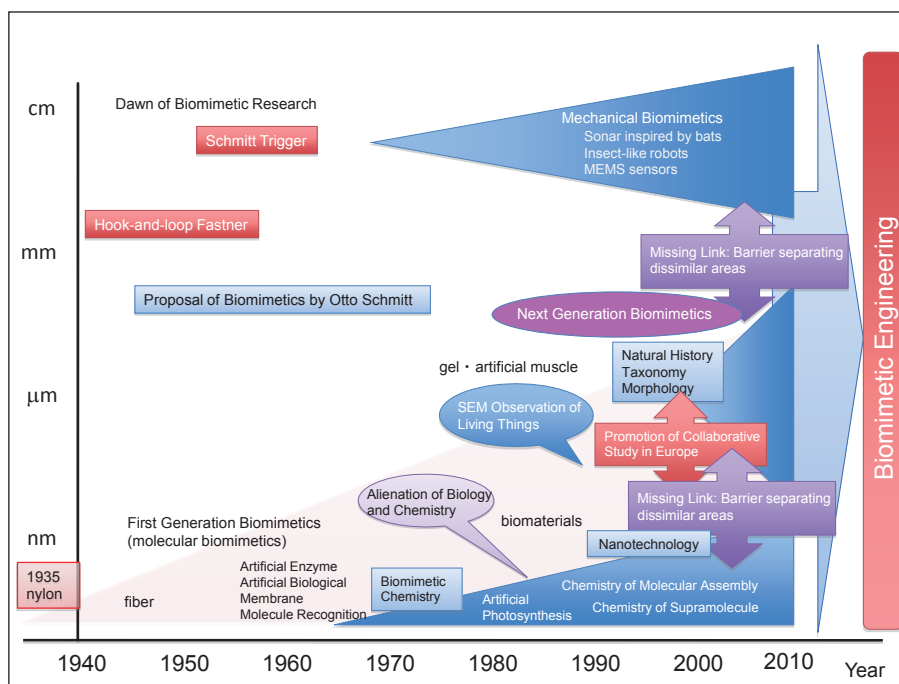 cm
Dawn of Biomimetic Research
Schmitt Trigger
Mechanical Biomimetics
Sonar inspired by bats
Insect-like robots
MEMS sensors
Hook-and-loop Fastner
mm
Missing Link: Barrier separating
dissimilar areas
Proposal of Biomimetics by Otto Schmitt
Next Generation Biomimetics
gel・artificial muscle
Natural History
Taxonomy
Morphology
μm
SEM Observation of
Living Things
Promotion of Collaborative
Study in Europe
Alienation of Biology
and Chemistry
Missing Link: Barrier separating
dissimilar areas
First Generation Biomimetics
(molecular biomimetics)
biomaterials
nm
Nanotechnology
1935
nylon
fiber
Artificial Enzyme
Artificial Biological
Membrane
Molecule Recognition
Biomimetic
Chemistry
Artificial
Photosynthesis
Chemistry of Molecular Assembly
Chemistry of Supramolecule
Biomimetic Engineering
1940 1950 1960 1970 1980 1990 2000 2010 Year